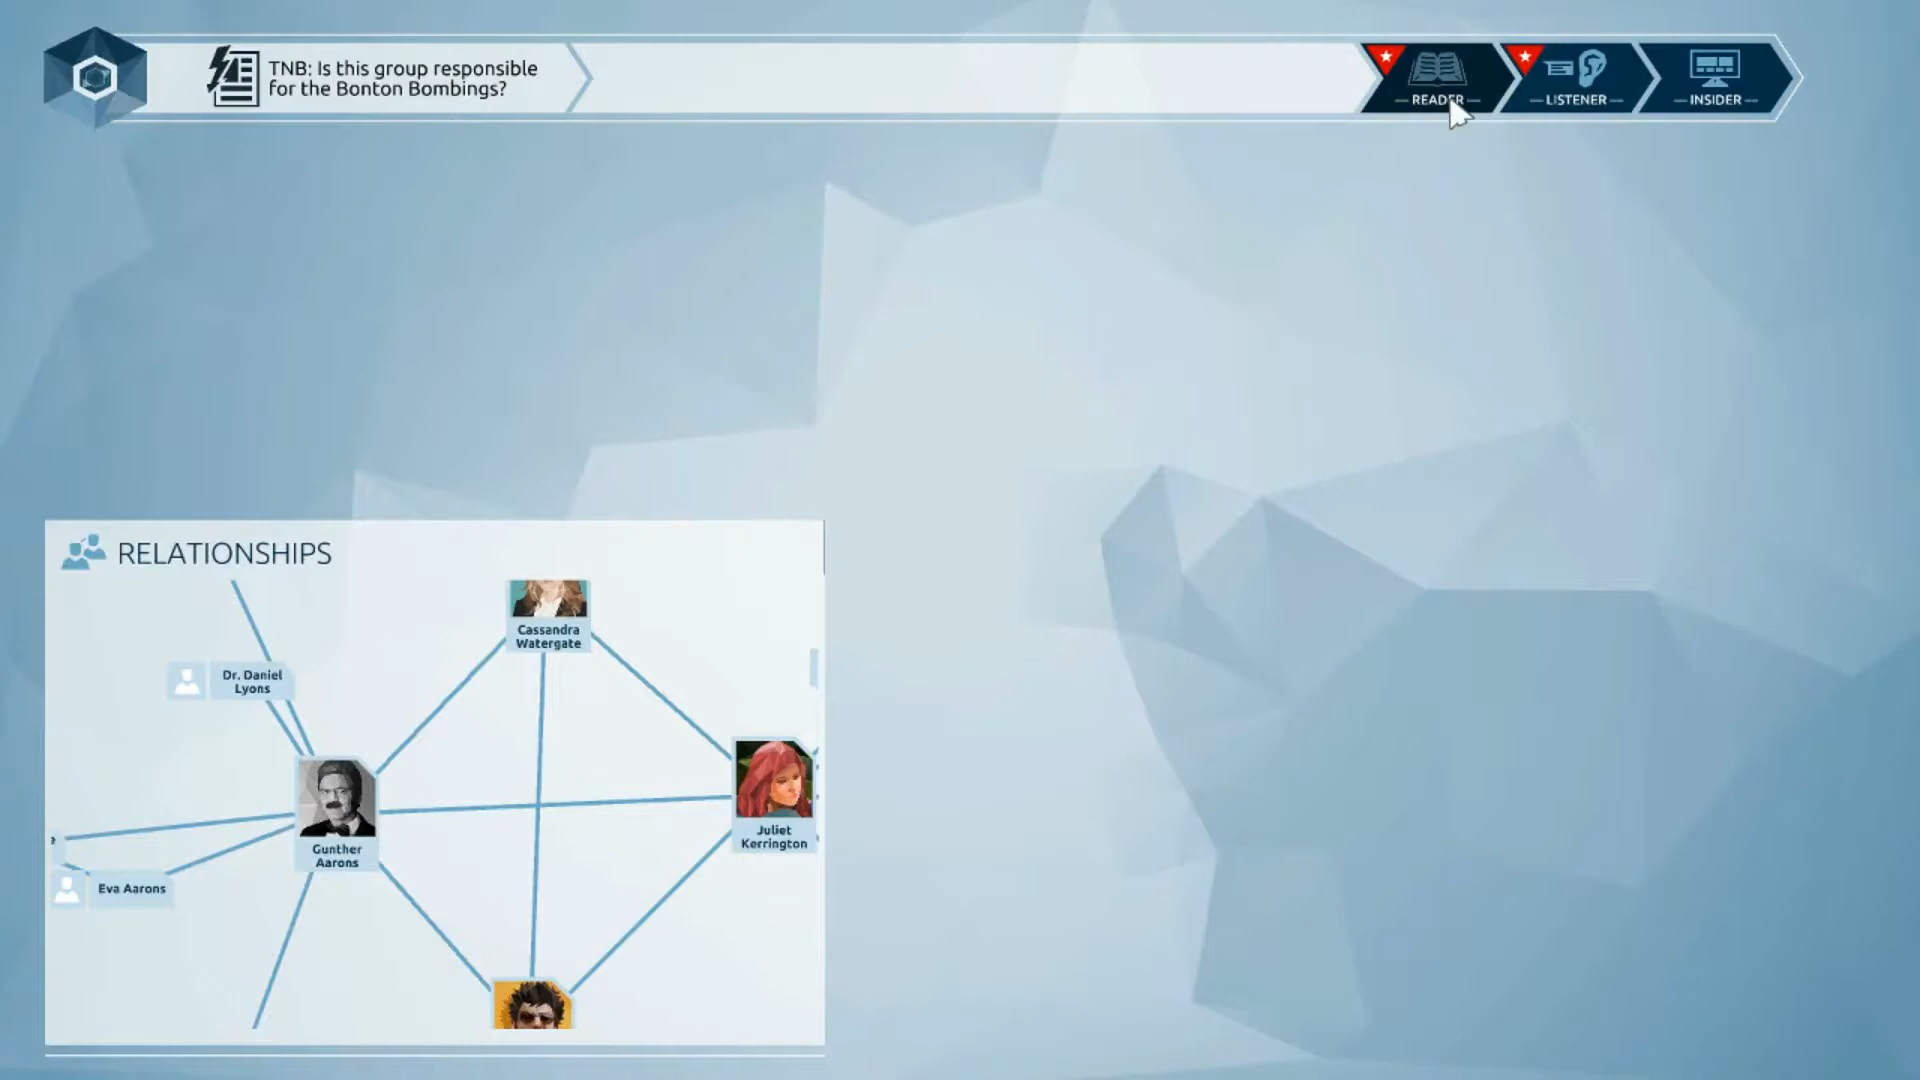 TNB: Is this group responsible
for the Bonton Bombings?
READER
LISTENER
INSIDER
RELATIONSHIPS
Cassandra
Watergate
Dr. Daniel
Lyons
Juliet
Kerrington
Gunther
Aarons
Eva Aarons